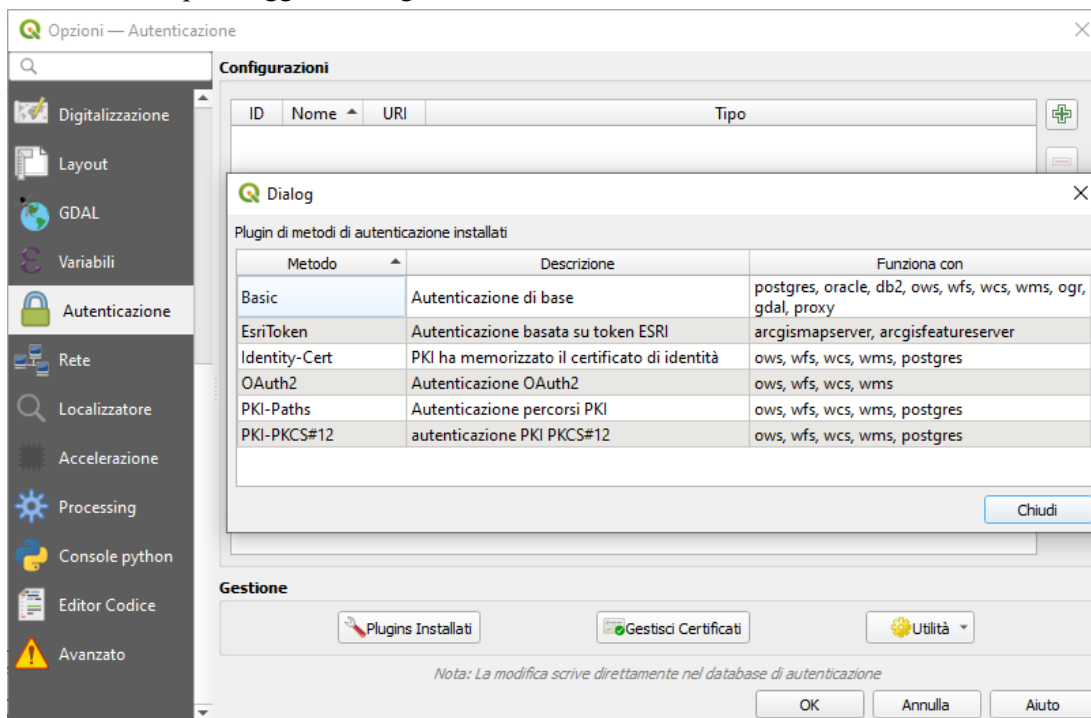 Opzioni — Autenticazione
Configurazioni
Digitalizzazione
Layout
GDAL
Variabili
Autenticazione
Rete
Localizzatore
Accelerazione
Processing
Console python
Editor Codice
Avanzato
ID Nome URI Tipo
Dialog
Plugin di metodi di autenticazione installati
Metodo Descrizione Funziona con
Basic Autenticazione di base postgres, oracle, db2, ows, wfs, wcs, wms, ogr,
gdal, proxy
EsriToken Autenticazione basata su token ESRI arcgismapserver, arcgisfeatureserver
Identity-Cert PKI ha memorizzato il certificato di identità ows, wfs, wcs, wms, postgres
OAuth2 Autenticazione OAuth2 ows, wfs, wcs, wms
PKI-Paths Autenticazione percorsi PKI ows, wfs, wcs, wms, postgres
PKI-PKCS#12 autenticazione PKI PKCS#12 ows, wfs, wcs, wms, postgres
Chiudi
Gestione
Plugins Installati Gestisci Certificati Utilità
Nota: La modifica scrive direttamente nel database di autenticazione
OK Annulla Aiuto